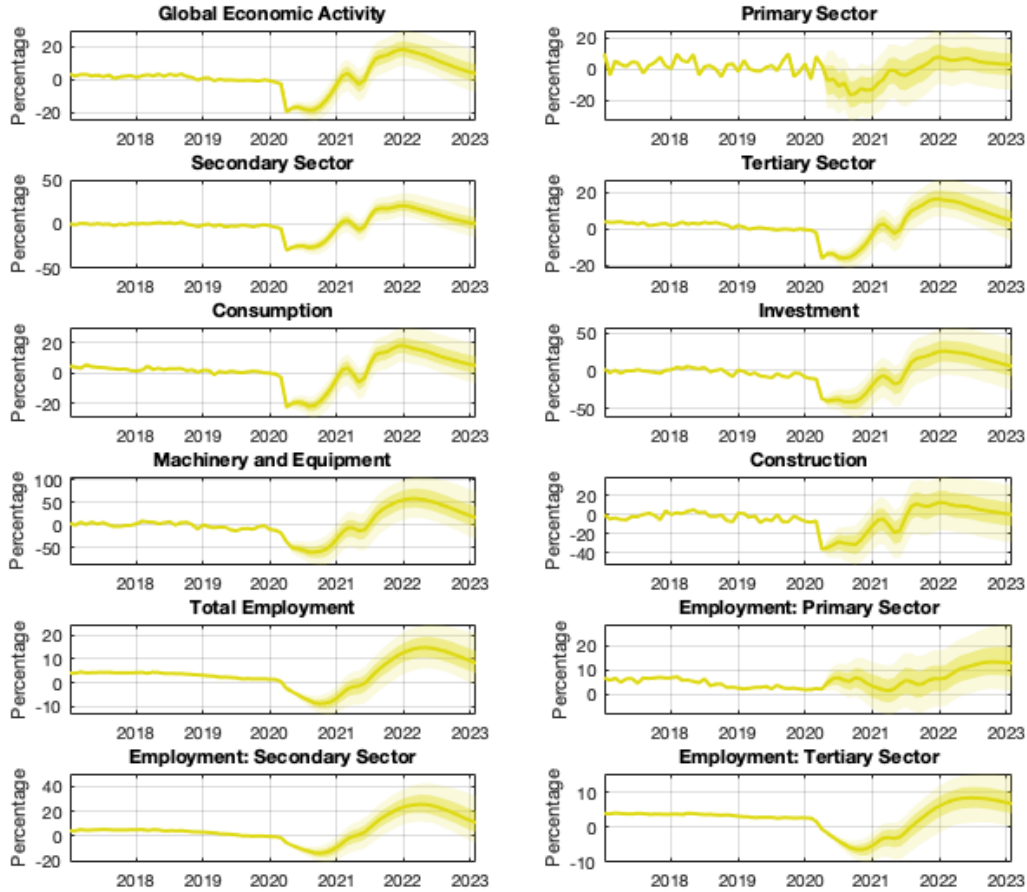 Global Economic Activity
Percentage
20
0
-20
2018 2019 2020 2021 2022 2023
Primary Sector
Percentage
20
0
-20
2018 2019 2020 2021 2022 2023
Secondary Sector
Percentage
50
0
-50
2018 2019 2020 2021 2022 2023
Tertiary Sector
Percentage
20
0
-20
2018 2019 2020 2021 2022 2023
Consumption
Percentage
20
0
-20
2018 2019 2020 2021 2022 2023
Investment
Percentage
50
0
-50
2018 2019 2020 2021 2022 2023
Machinery and Equipment
Percentage
100
50
0
-50
2018 2019 2020 2021 2022 2023
Construction
Percentage
20
0
-20
-40
2018 2019 2020 2021 2022 2023
Total Employment
Percentage
20
10
0
-10
2018 2019 2020 2021 2022 2023
Employment: Primary Sector
Percentage
20
10
0
2018 2019 2020 2021 2022 2023
Employment: Secondary Sector
Percentage
40
20
0
-20
2018 2019 2020 2021 2022 2023
Employment: Tertiary Sector
Percentage
10
0
-10
2018 2019 2020 2021 2022 2023